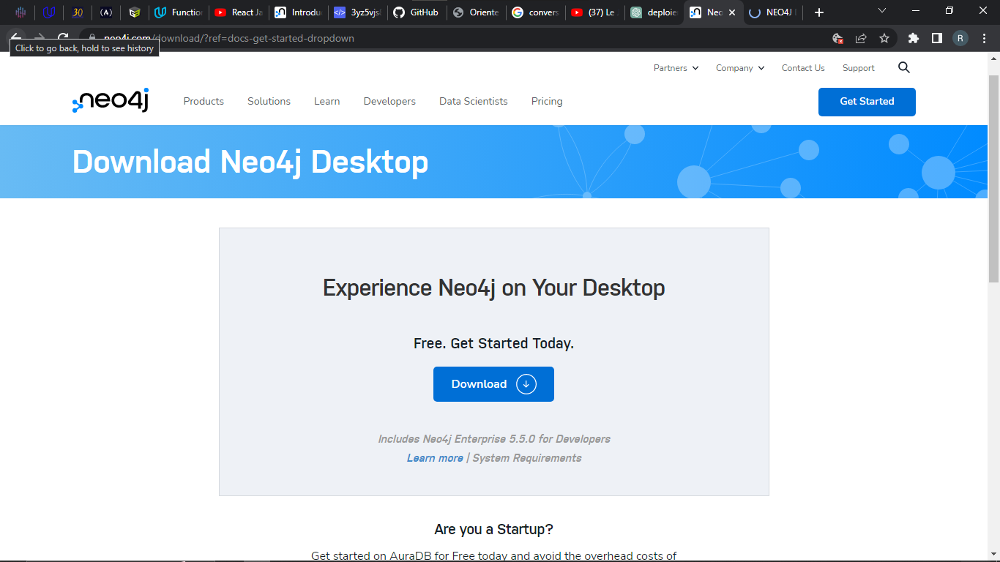 30
Function
React Ja
Introdu
3yz5vjs
GitHub
Oriente
convers
(37) Le
deploie
Neo
NEO4J
neo4j.com/download/?ref=docs-get-started-dropdown
R
Click to go back, hold to see history
Partners Company Contact Us Support
neo4j
Products Solutions Learn Developers Data Scientists Pricing
Get Started
Download Neo4j Desktop
Experience Neo4j on Your Desktop
Free. Get Started Today.
Download
Includes Neo4j Enterprise 5.5.0 for Developers
Learn more | System Requirements
Are you a Startup?
Get started on AuraDB for Free today and avoid the overhead costs of